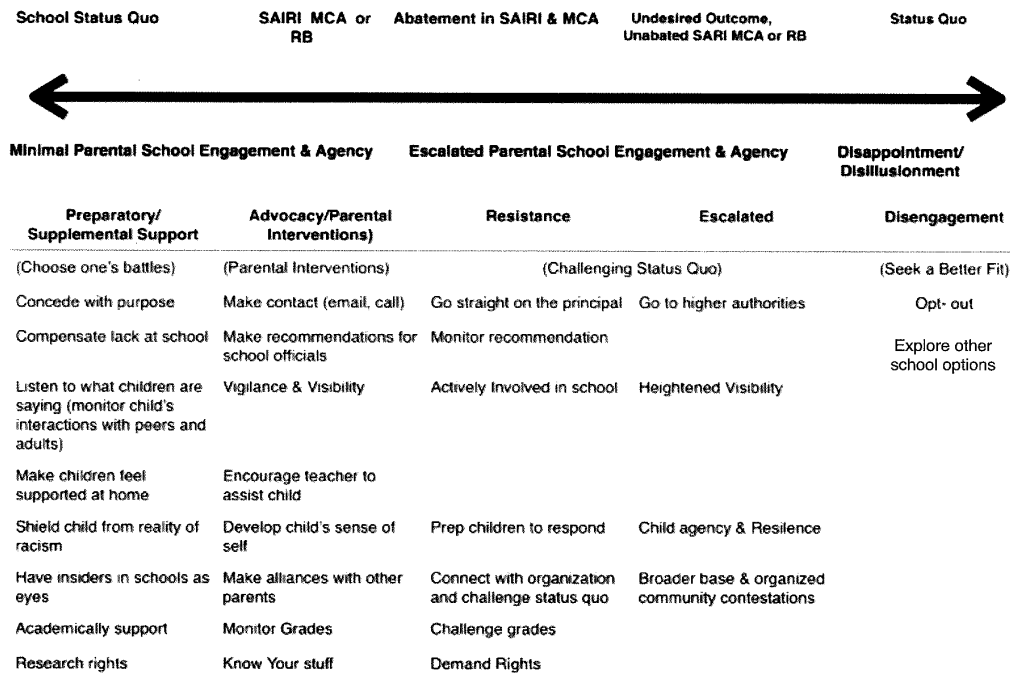 School Status Quo SAIRI MCA or Abatement in SAIRI & MCA Undesired Outcome, Status Quo
RB Unabated SARI MCA or RB
Minimal Parental School Engagement & Agency Escalated Parental School Engagement & Agency Disappointment/
Disillusionment
Preparatory/ Advocacy/Parental Resistance Escalated Disengagement
Supplemental Support Interventions)
(Choose one's battles) (Parental Interventions) (Challenging Status Quo) (Seek a Better Fit)
Concede with purpose Make contact (email, call) Go straight on the principal Go to higher authorities Opt- out
Compensate lack at school Make recommendations for Monitor recommendation Explore other
school officials school options
Listen to what children are Vigilance & Visibility Actively Involved in school Heightened Visibility
saying (monitor child's
interactions with peers and
adults)
Make children feel Encourage teacher to
supported at home assist child
Shield child from reality of Develop child's sense of Prep children to respond Child agency & Resilence
racism self
Have insiders in schools as Make alliances with other Connect with organization Broader base & organized
eyes parents and challenge status quo community contestations
Academically support Monitor Grades Challenge grades
Research rights Know Your stuff Demand Rights